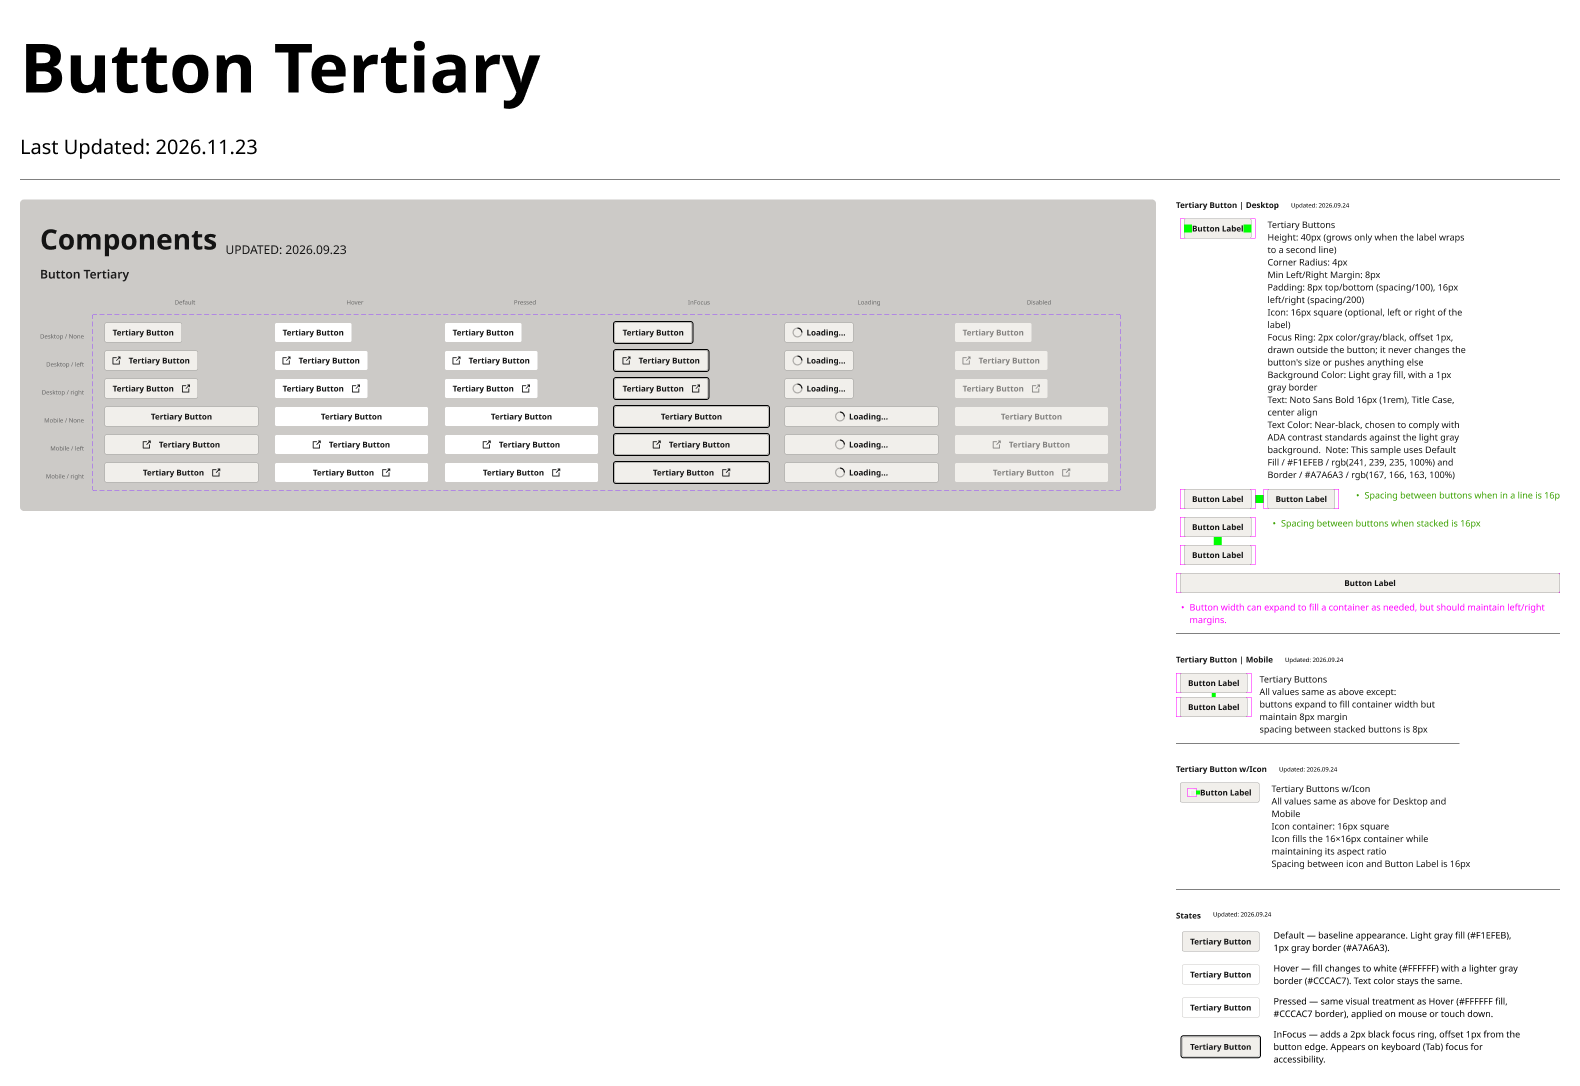 Button Tertiary
Last Updated: 2026.11.23
Components UPDATED: 2026.09.23
Button Tertiary
Default Hover Pressed InFocus Loading Disabled
Desktop / None Tertiary Button Tertiary Button Tertiary Button Tertiary Button Loading... Tertiary Button
Desktop / left Tertiary Button Tertiary Button Tertiary Button Tertiary Button Loading... Tertiary Button
Desktop / right Tertiary Button Tertiary Button Tertiary Button Tertiary Button Loading... Tertiary Button
Mobile / None Tertiary Button Tertiary Button Tertiary Button Tertiary Button Loading... Tertiary Button
Mobile / left Tertiary Button Tertiary Button Tertiary Button Tertiary Button Loading... Tertiary Button
Mobile / right Tertiary Button Tertiary Button Tertiary Button Tertiary Button Loading... Tertiary Button
Tertiary Button | Desktop Updated: 2026.09.24
Button Label
Tertiary Buttons
Height: 40px (grows only when the label wraps
to a second line)
Corner Radius: 4px
Min Left/Right Margin: 8px
Padding: 8px top/bottom (spacing/100), 16px
left/right (spacing/200)
Icon: 16px square (optional, left or right of the
label)
Focus Ring: 2px color/gray/black, offset 1px,
drawn outside the button; it never changes the
button's size or pushes anything else
Background Color: Light gray fill, with a 1px
gray border
Text: Noto Sans Bold 16px (1rem), Title Case,
center align
Text Color: Near-black, chosen to comply with
ADA contrast standards against the light gray
background.  Note: This sample uses Default
Fill / #F1EFEB / rgb(241, 239, 235, 100%) and
Border / #A7A6A3 / rgb(167, 166, 163, 100%)
Button Label Button Label • Spacing between buttons when in a line is 16p
Button Label • Spacing between buttons when stacked is 16px
Button Label
Button Label
• Button width can expand to fill a container as needed, but should maintain left/right
margins.
Tertiary Button | Mobile Updated: 2026.09.24
Button Label
Button Label
Tertiary Buttons
All values same as above except:
buttons expand to fill container width but
maintain 8px margin
spacing between stacked buttons is 8px
Tertiary Button w/Icon Updated: 2026.09.24
Button Label
Tertiary Buttons w/Icon
All values same as above for Desktop and
Mobile
Icon container: 16px square
Icon fills the 16×16px container while
maintaining its aspect ratio
Spacing between icon and Button Label is 16px
States Updated: 2026.09.24
Tertiary Button
Default — baseline appearance. Light gray fill (#F1EFEB),
1px gray border (#A7A6A3).
Tertiary Button
Hover — fill changes to white (#FFFFFF) with a lighter gray
border (#CCCAC7). Text color stays the same.
Tertiary Button
Pressed — same visual treatment as Hover (#FFFFFF fill,
#CCCAC7 border), applied on mouse or touch down.
Tertiary Button
InFocus — adds a 2px black focus ring, offset 1px from the
button edge. Appears on keyboard (Tab) focus for
accessibility.